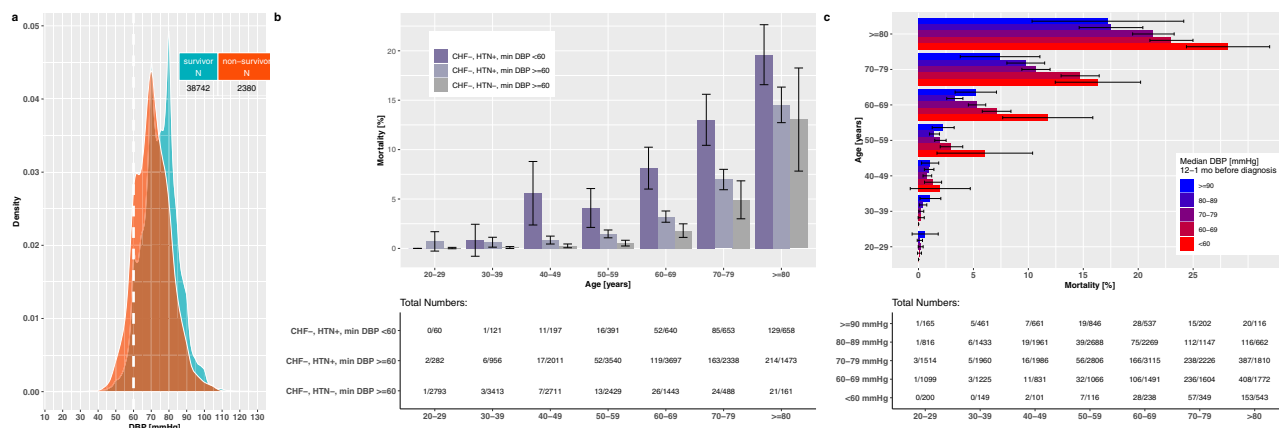 a
0.05
0.04
0.03
0.02
0.01
0.00
Density
survivor non−survivor
N N
38742 2380
10 20 30 40 50 60 70 80 90 100 110 120 130
DBP [mmHg]
b
20
15
10
5
0
Mortality [%]
CHF−, HTN+, min DBP <60
CHF−, HTN+, min DBP >=60
CHF−, HTN−, min DBP >=60
20−29 30−39 40−49 50−59 60−69 70−79 >=80
Age [years]
Total Numbers:
CHF−, HTN+, min DBP <60 0/60 1/121 11/197 16/391 52/640 85/653 129/658
CHF−, HTN+, min DBP >=60 2/282 6/956 17/2011 52/3540 119/3697 163/2338 214/1473
CHF−, HTN−, min DBP >=60 1/2793 3/3413 7/2711 13/2429 26/1443 24/488 21/161
20−29 30−39 40−49 50−59 60−69 70−79 >=80
c
>=80
70−79
60−69
50−59
40−49
30−39
20−29
Age [years]
Median DBP [mmHg]
12−1 mo before diagnosis
>=90
80−89
70−79
60−69
<60
0 5 10 15 20 25
Mortality [%]
Total Numbers:
>=90 mmHg 1/165 5/461 7/661 19/846 28/537 15/202 20/116
80−89 mmHg 1/816 6/1433 19/1961 39/2688 75/2269 112/1147 116/662
70−79 mmHg 3/1514 5/1960 16/1986 56/2806 166/3115 238/2226 387/1810
60−69 mmHg 1/1099 3/1225 11/831 32/1066 106/1491 236/1604 408/1772
<60 mmHg 0/200 0/149 2/101 7/116 28/238 57/349 153/543
20−29 30−39 40−49 50−59 60−69 70−79 >80